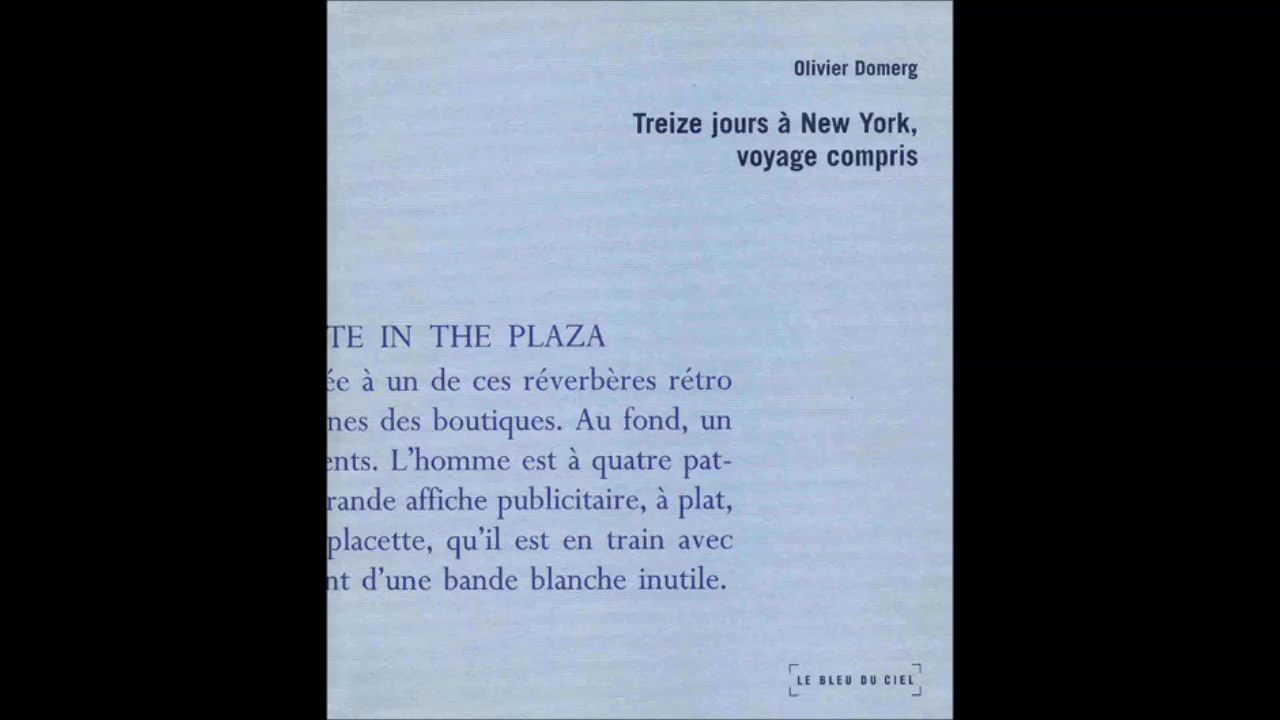 Olivier Domerg
Treize jours à New York,
voyage compris
TE IN THE PLAZA
ée à un de ces réverbères rétro
nes des boutiques. Au fond, un
ents. L’homme est à quatre pat-
rande affiche publicitaire, à plat,
placette, qu’il est en train avec
nt d’une bande blanche inutile.
LE BLEU DU CIEL